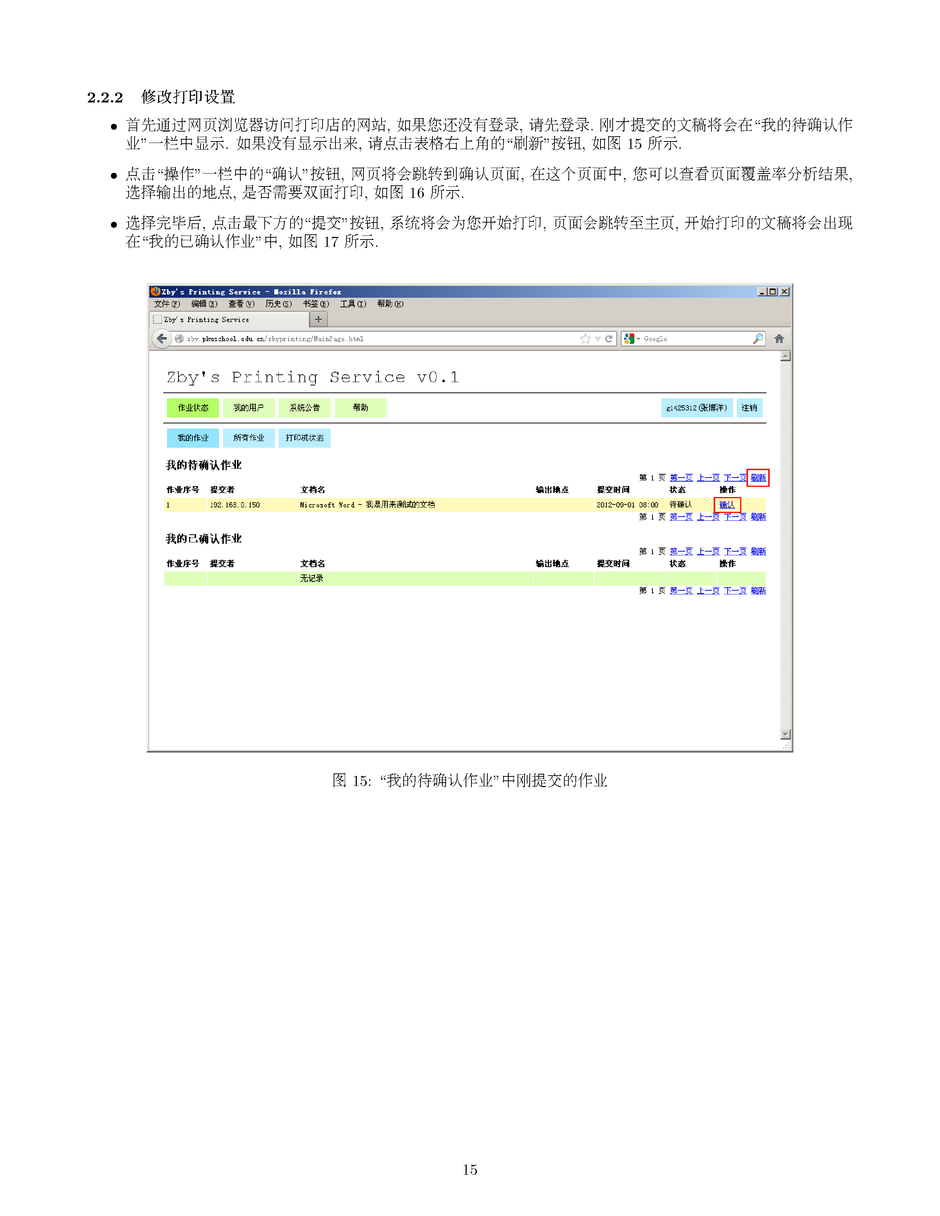 2.2.2 修改打印设置
• 首先通过网页浏览器访问打印店的网站, 如果您还没有登录, 请先登录. 刚才提交的文稿将会在“我的待确认作
业”一栏中显示. 如果没有显示出来, 请点击表格右上角的“刷新”按钮, 如图 15 所示.
• 点击“操作”一栏中的“确认”按钮, 网页将会跳转到确认页面, 在这个页面中, 您可以查看页面覆盖率分析结果,
选择输出的地点, 是否需要双面打印, 如图 16 所示.
• 选择完毕后, 点击最下方的“提交”按钮, 系统将会为您开始打印, 页面会跳转至主页, 开始打印的文稿将会出现
在“我的已确认作业”中, 如图 17 所示.
Zby's Printing Service - Mozilla Firefox
文件(F) 编辑(E) 查看(V) 历史(S) 书签(B) 工具(T) 帮助(H)
Zby's Printing Service +
zby.pkuschool.edu.cn/zbyprinting/MainPage.html Google
Zby's Printing Service v0.1
作业状态 我的用户 系统公告 帮助 g1425312(张博洋) 注销
我的作业 所有作业 打印机状态
我的待确认作业
第 1 页 第一页 上一页 下一页 刷新
作业序号 提交者 文档名 输出地点 提交时间 状态 操作
1 192.168.0.150 Microsoft Word - 我是用来测试的文档 2012-09-01 08:00 待确认 确认
第 1 页 第一页 上一页 下一页 刷新
我的已确认作业
第 1 页 第一页 上一页 下一页 刷新
作业序号 提交者 文档名 输出地点 提交时间 状态 操作
无记录
第 1 页 第一页 上一页 下一页 刷新
图 15: “我的待确认作业”中刚提交的作业
15